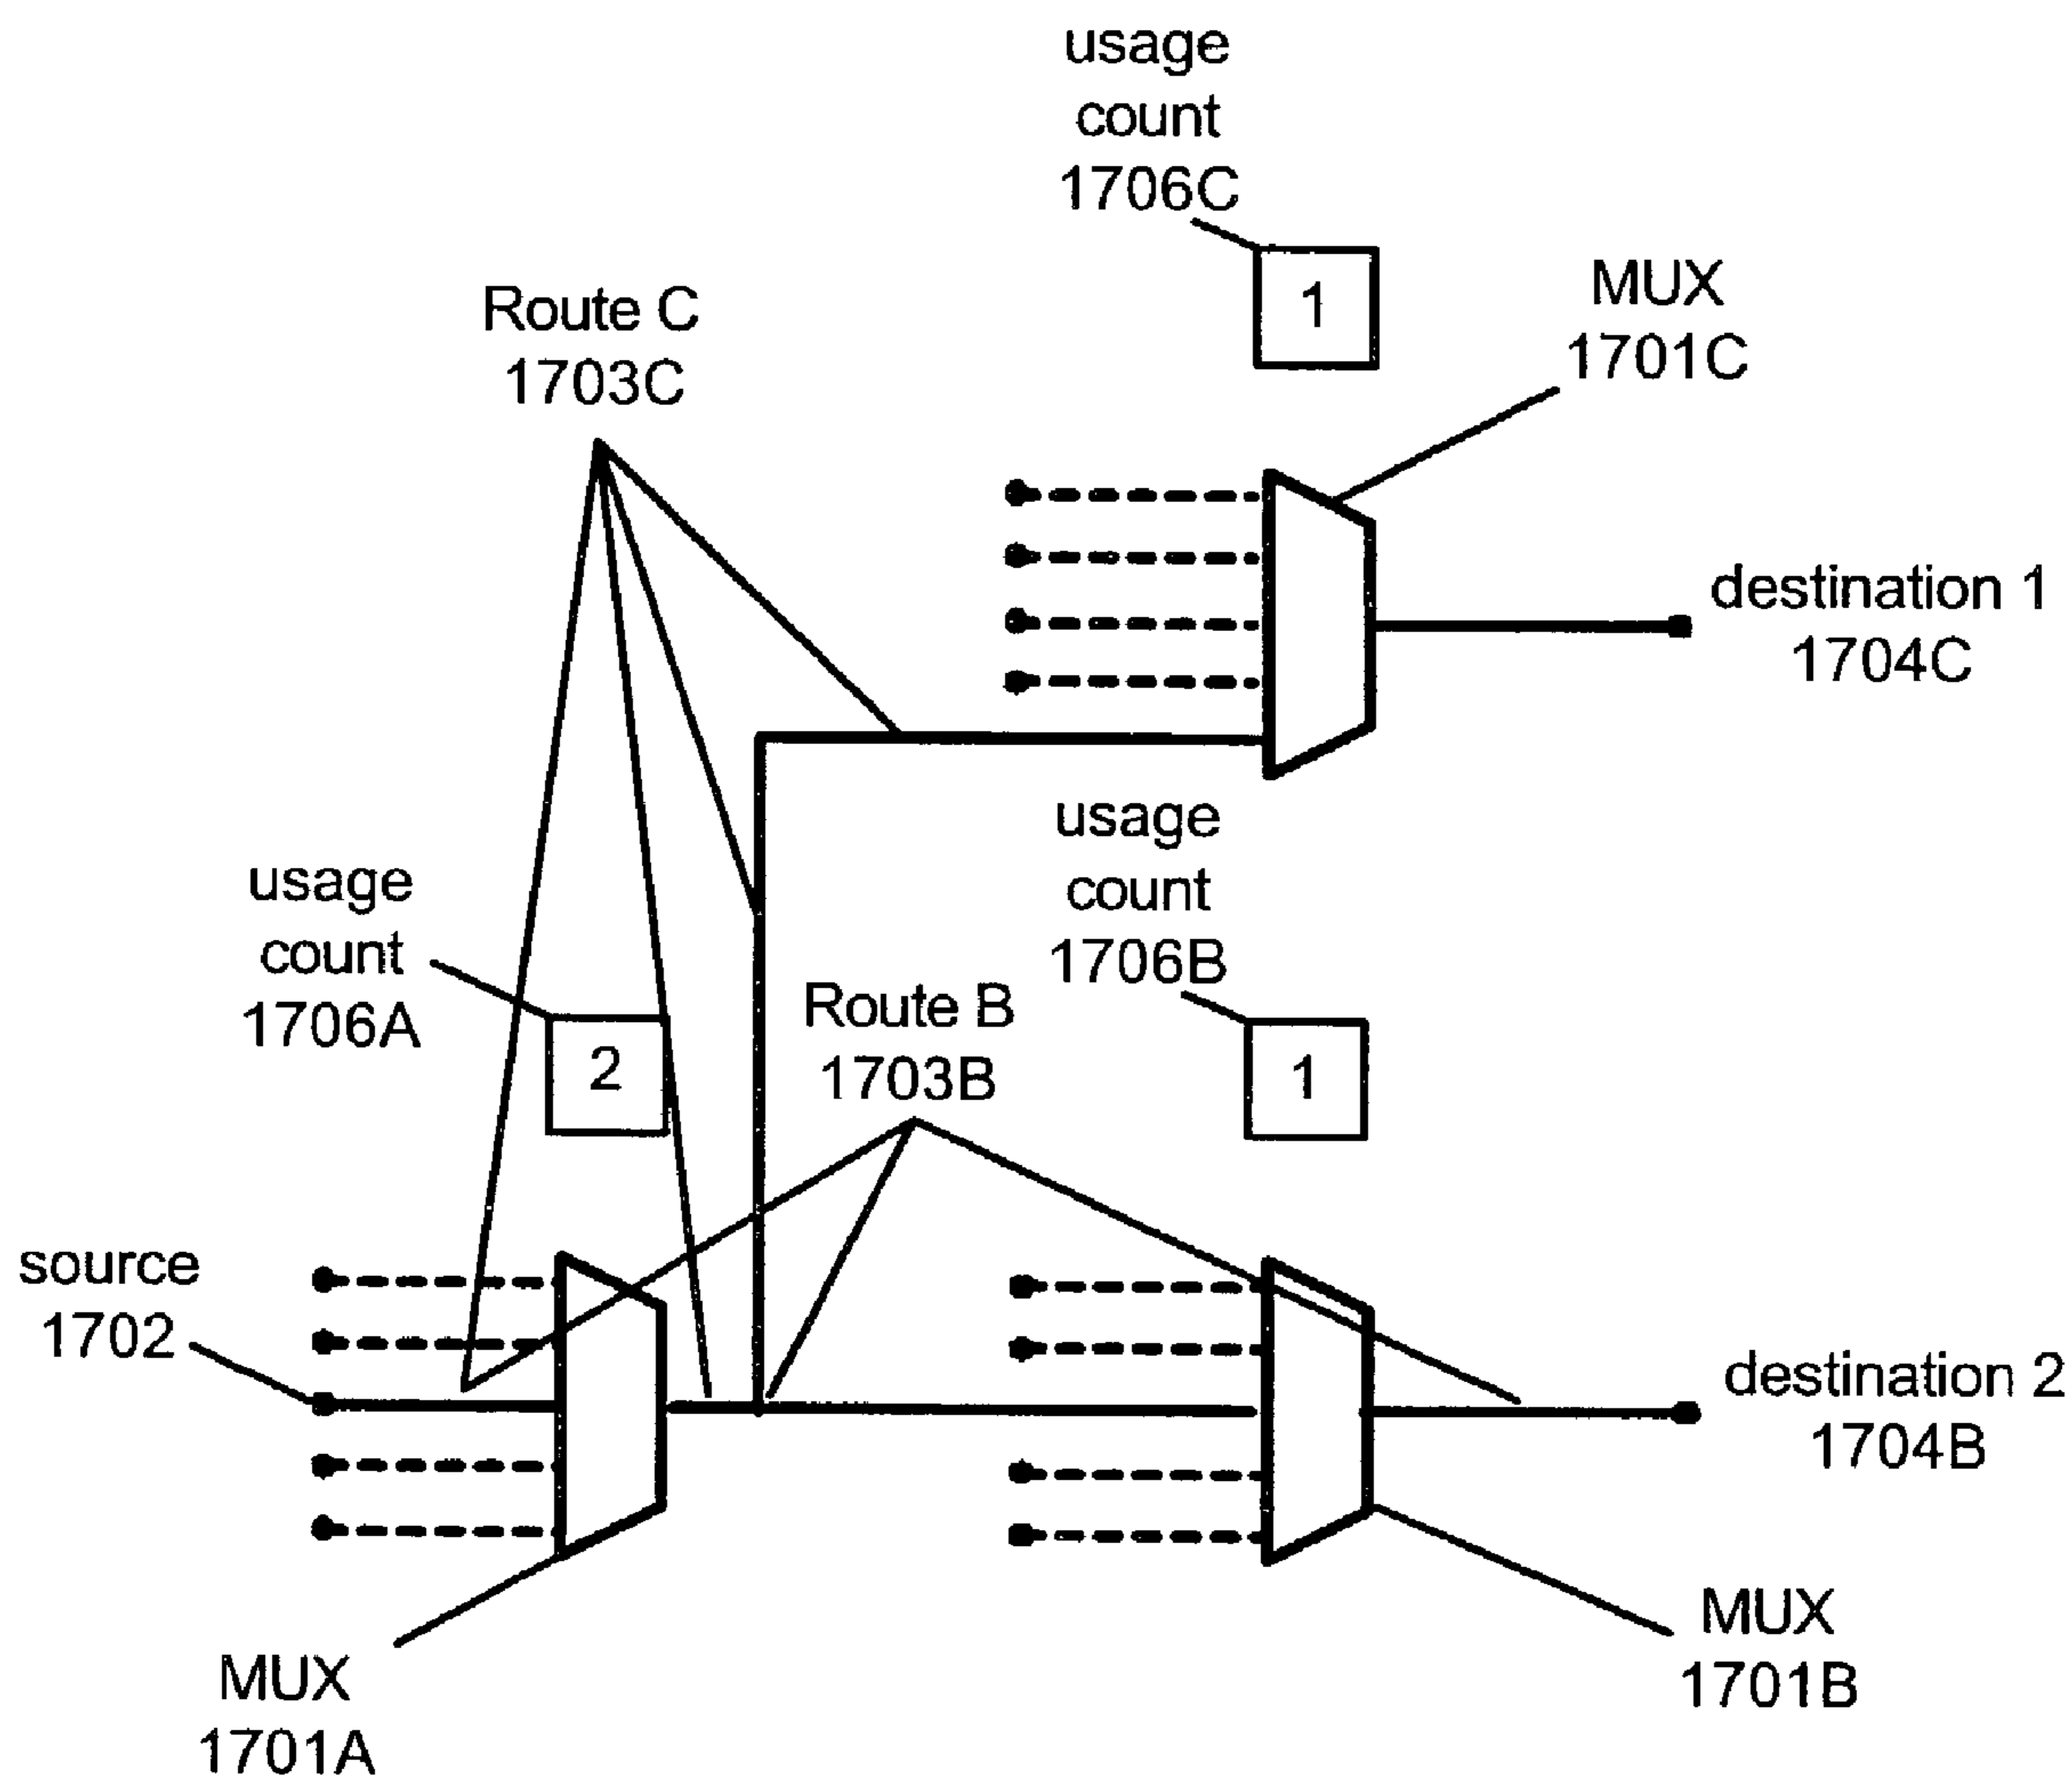 usage
count
1706C
1
MUX
1701C
Route C
1703C
destination 1
1704C
usage
count
1706B
usage
count
1706A
Route B
1703B
2
1
source
1702
destination 2
1704B
MUX
1701B
MUX
1701A